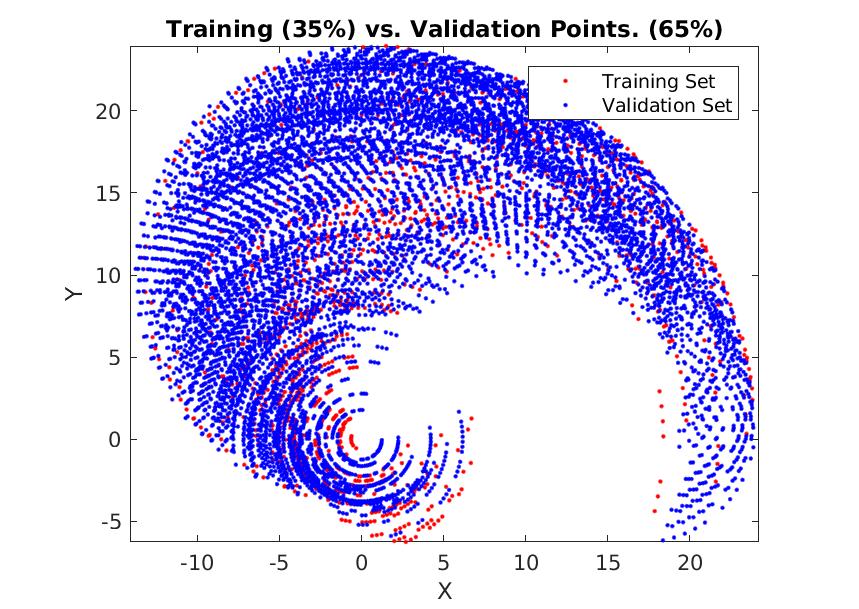 Training (35%) vs. Validation Points. (65%)
Training Set
Validation Set
20
15
10
5
0
-5
Y
-10
-5
0
5
10
15
20
X